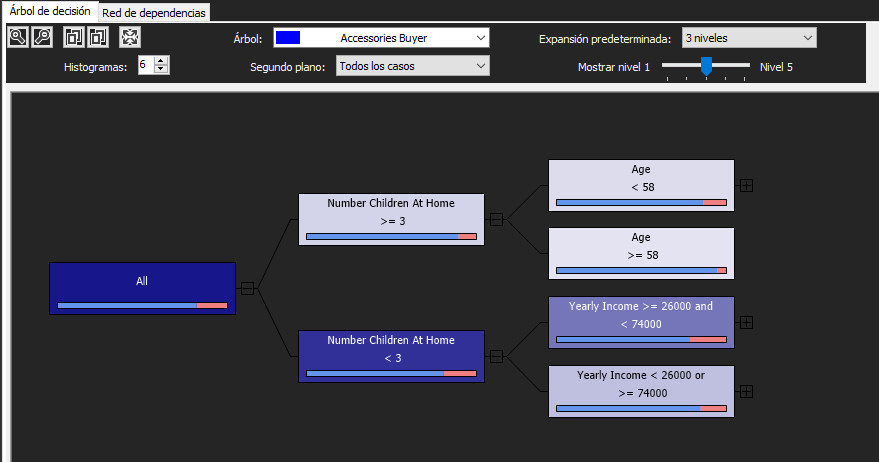 Árbol de decisión Red de dependencias
Árbol: Accessories Buyer Expansión predeterminada: 3 niveles
Histogramas: 6 Segundo plano: Todos los casos Mostrar nivel 1 Nivel 5
All
Number Children At Home
>= 3
Number Children At Home
< 3
Age
< 58
Age
>= 58
Yearly Income >= 26000 and
< 74000
Yearly Income < 26000 or
>= 74000